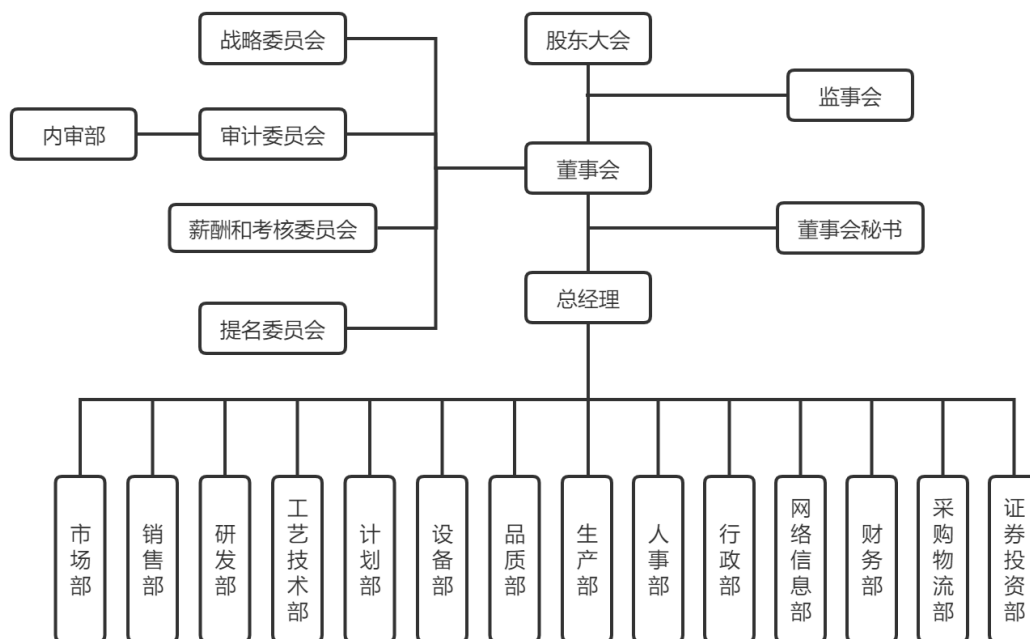 战略委员会
股东大会
监事会
内审部
审计委员会
董事会
薪酬和考核委员会
董事会秘书
总经理
提名委员会
市场部
销售部
研发部
工艺技术部
计划部
设备部
品质部
生产部
人事部
行政部
网络信息部
财务部
采购物流部
证券投资部